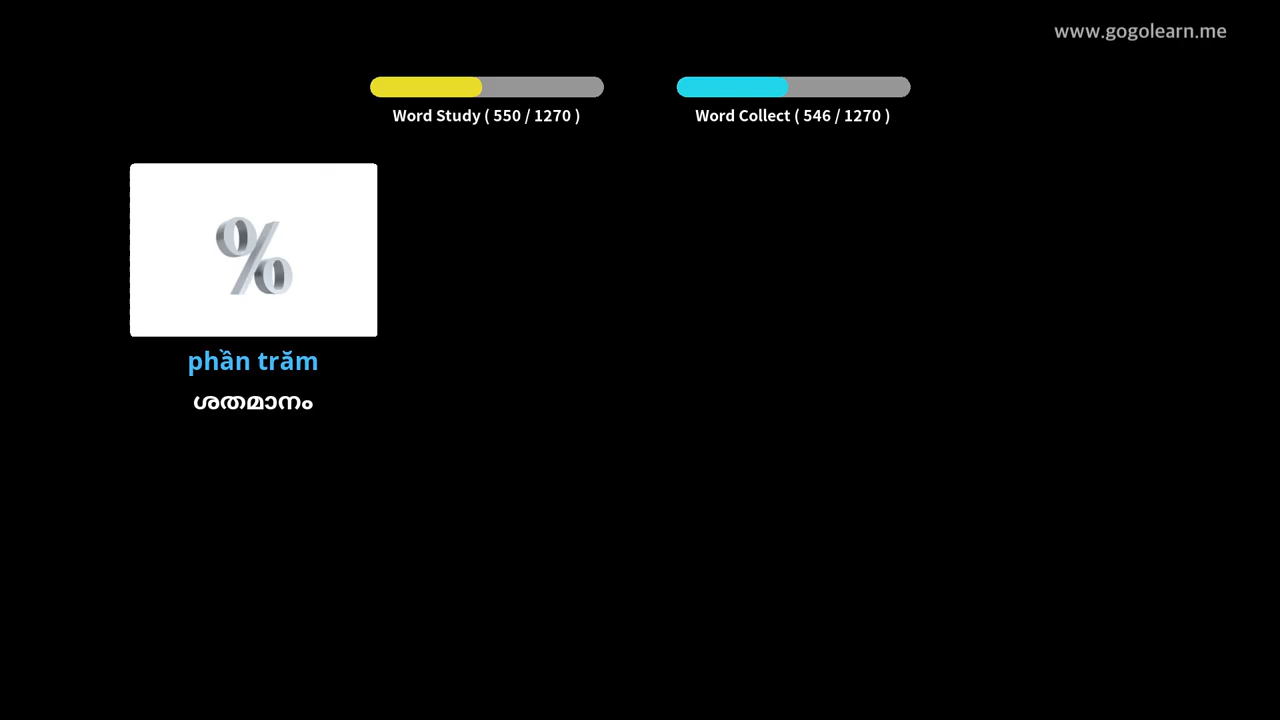 www.gogolearn.me
Word Study ( 550 / 1270 )
Word Collect ( 546 / 1270 )
%
phần trăm
ശതമാനം